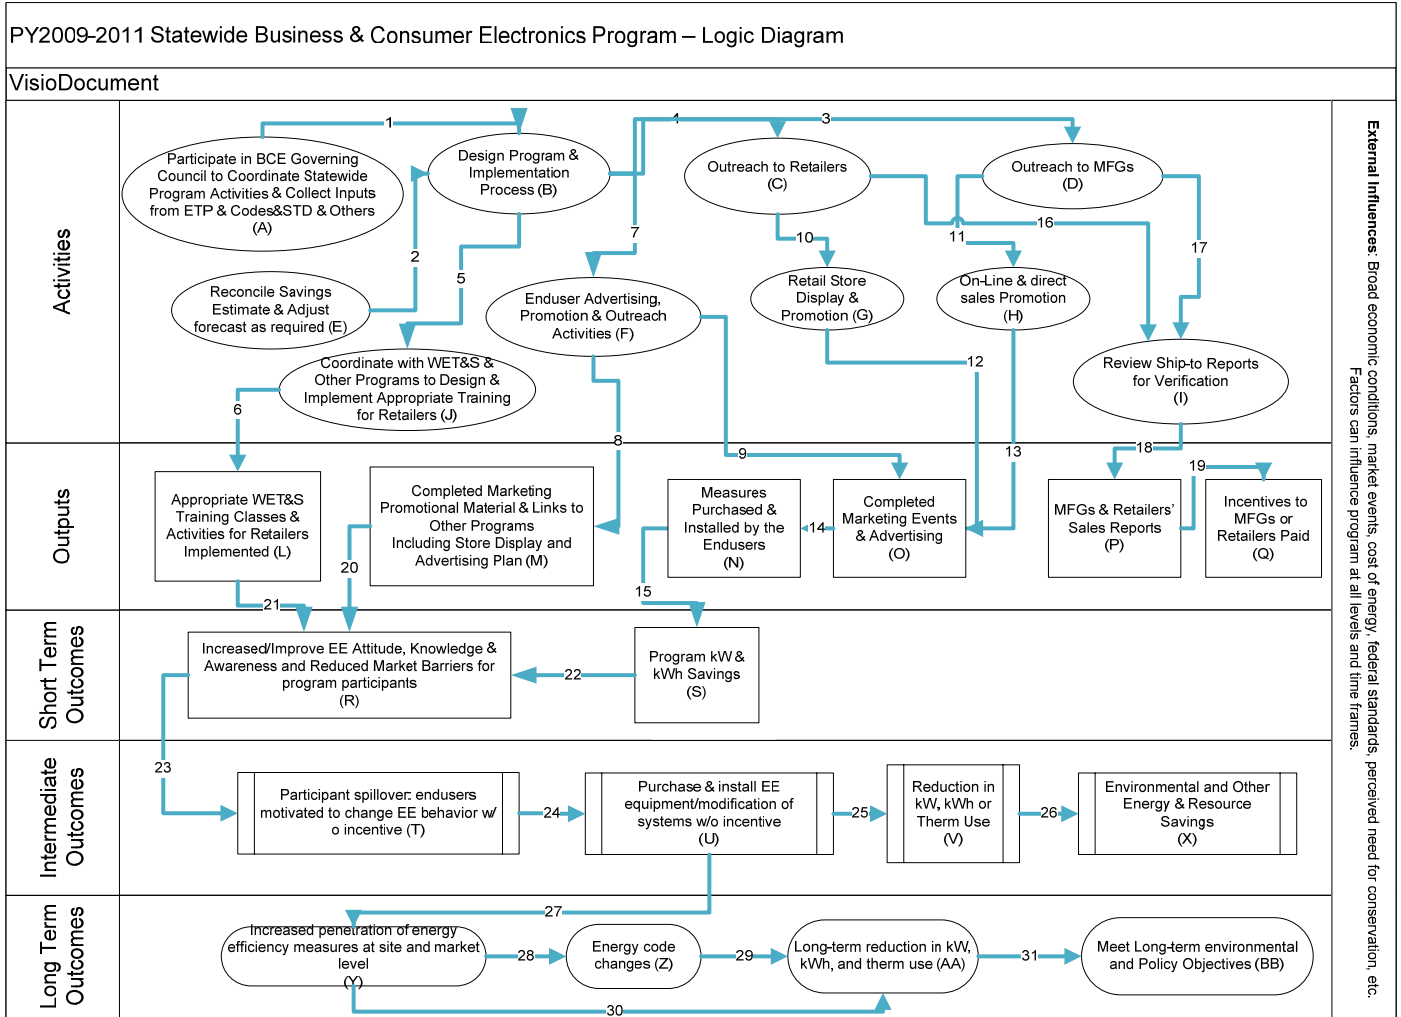 PY2009-2011 Statewide Business & Consumer Electronics Program – Logic Diagram
VisioDocument
Activities
1
4
3
Participate in BCE Governing
Council to Coordinate Statewide
Program Activities & Collect Inputs
from ETP & Codes&STD & Others
(A)
Design Program &
Implementation
Process (B)
Outreach to Retailers
(C)
Outreach to MFGs
(D)
2
5
7
10
11
16
17
Reconcile Savings
Estimate & Adjust
forecast as required (E)
Enduser Advertising,
Promotion & Outreach
Activities (F)
Retail Store
Display &
Promotion (G)
On-Line & direct
sales Promotion
(H)
12
Review Ship-to Reports
for Verification
(I)
Coordinate with WET&S &
Other Programs to Design &
Implement Appropriate Training
for Retailers (J)
6
8
9
13
18
19
Outputs
Appropriate WET&S
Training Classes &
Activities for Retailers
Implemented (L)
Completed Marketing
Promotional Material & Links to
Other Programs
Including Store Display and
Advertising Plan (M)
Measures
Purchased &
Installed by the
Endusers
(N)
14
Completed
Marketing Events
& Advertising
(O)
MFG & Retailers'
Sales Reports
(P)
Incentives to
MFGs or
Retailers Paid
(Q)
20
15
21
Short Term
Outcomes
Increased/Improve EE Attitude, Knowledge &
Awareness and Reduced Market Barriers for
program participants
(R)
22
Program kW &
kWh Savings
(S)
23
Intermediate
Outcomes
Participant spillover: endusers
motivated to change EE behavior w/
o incentive (T)
24
Purchase & install EE
equipment/modification of
systems w/o incentive
(U)
25
Reduction in
kW, kWh or
Therm Use
(V)
26
Environmental and Other
Energy & Resource
Savings
(X)
27
Long Term
Outcomes
Increased penetration of energy
efficiency measures at site and market
level
(Y)
28
Energy code
changes (Z)
29
Long-term reduction in kW,
kWh, and therm use (AA)
31
Meet Long-term environmental
and Policy Objectives (BB)
30
External Influences: Broad economic conditions, market events, cost of energy, federal standards, perceived need for conservation, etc.
Factors can influence program at all levels and time frames.